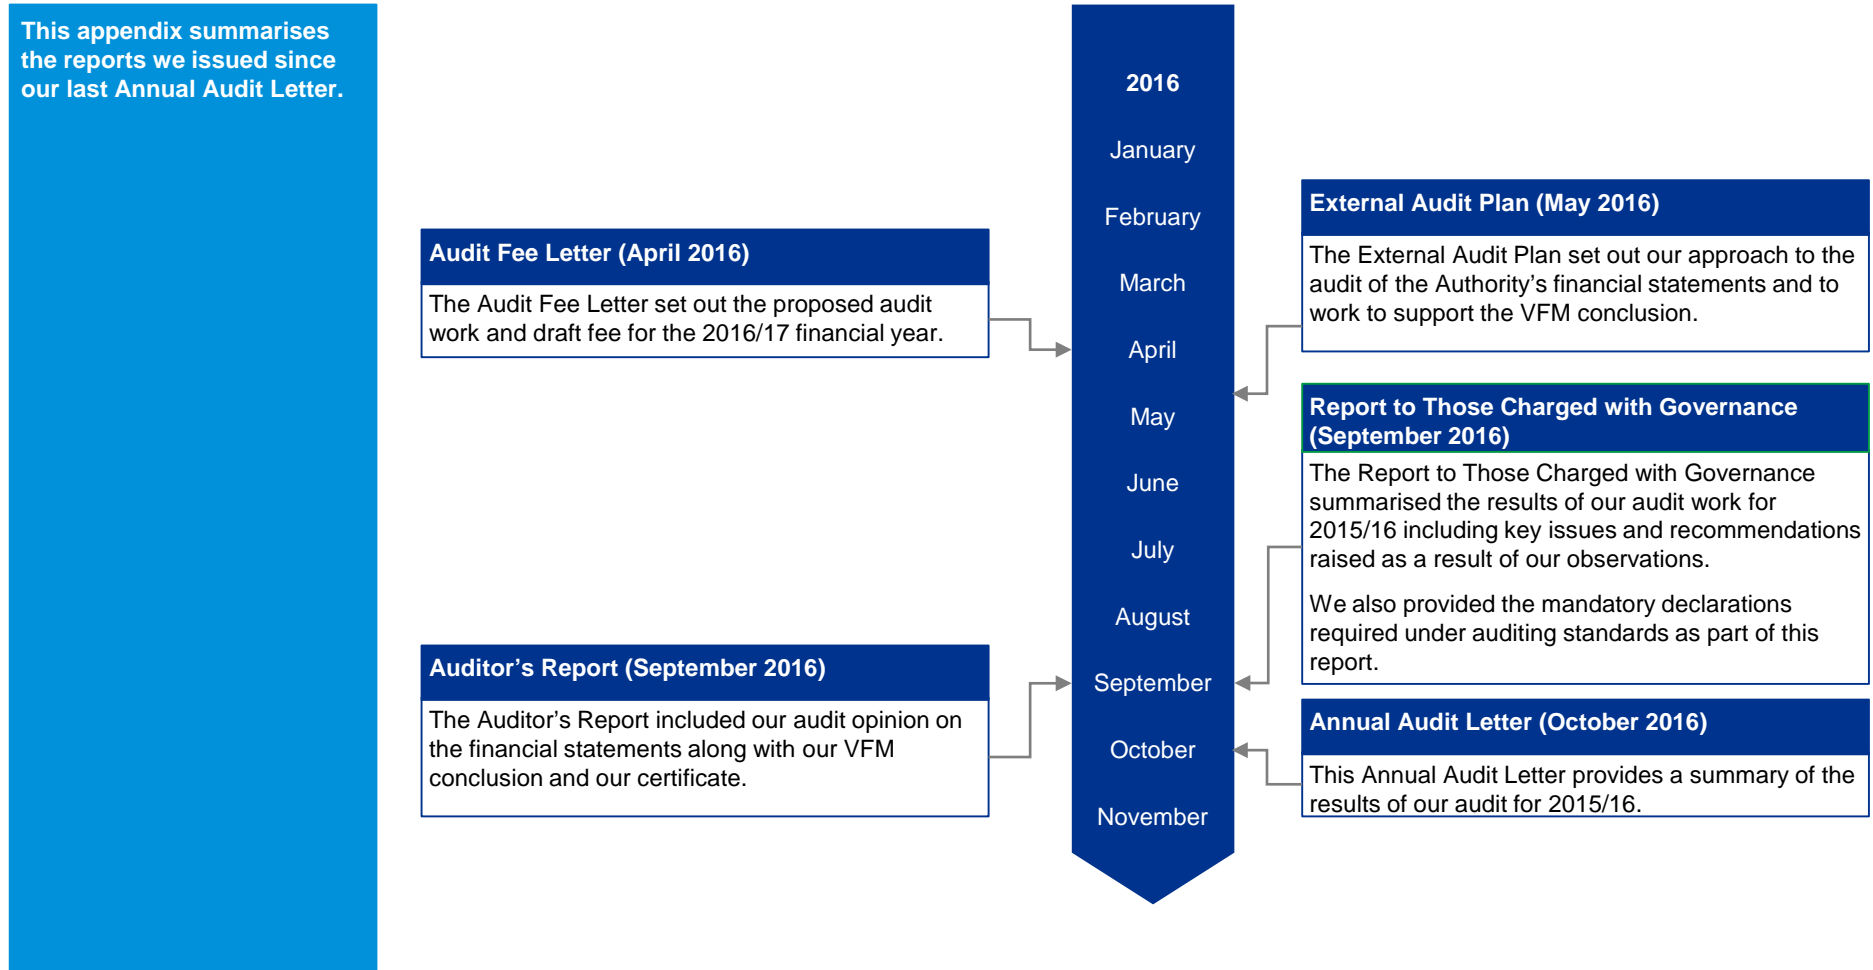 This appendix summarises
the reports we issued since
our last Annual Audit Letter.
Audit Fee Letter (April 2016)
The Audit Fee Letter set out the proposed audit
work and draft fee for the 2016/17 financial year.
Auditor’s Report (September 2016)
The Auditor’s Report included our audit opinion on
the financial statements along with our VFM
conclusion and our certificate.
2016
January
February
March
April
May
June
July
August
September
October
November
External Audit Plan (May 2016)
The External Audit Plan set out our approach to the
audit of the Authority’s financial statements and to
work to support the VFM conclusion.
Report to Those Charged with Governance
(September 2016)
The Report to Those Charged with Governance
summarised the results of our audit work for
2015/16 including key issues and recommendations
raised as a result of our observations.
We also provided the mandatory declarations
required under auditing standards as part of this
report.
Annual Audit Letter (October 2016)
This Annual Audit Letter provides a summary of the
results of our audit for 2015/16.